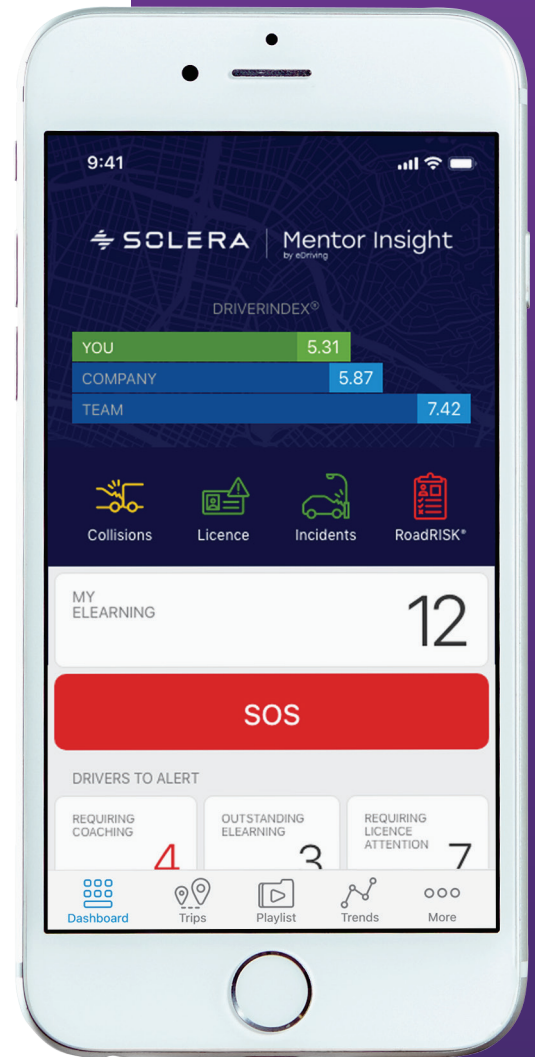 9:41
SOLERA | Mentor Insight
by eDriving
DRIVERINDEX®
YOU 5.31
COMPANY 5.87
TEAM 7.42
Collisions Licence Incidents RoadRISK®
MY
ELEARNING
12
SOS
DRIVERS TO ALERT
REQUIRING
COACHING
4
OUTSTANDING
ELEARNING
3
REQUIRING
LICENCE
ATTENTION
7
Dashboard Trips Playlist Trends More